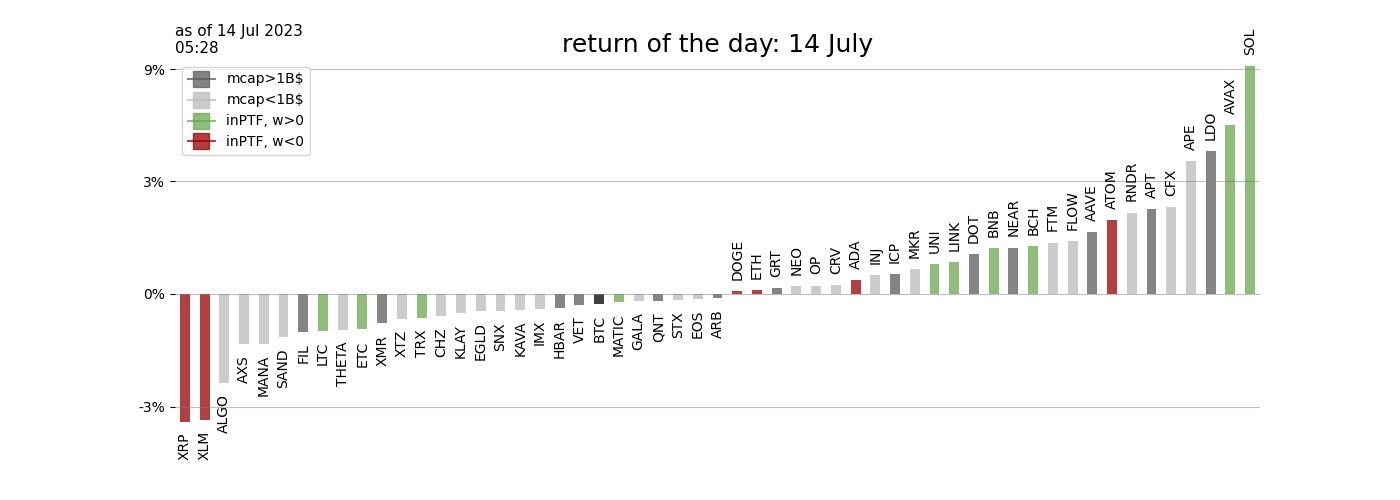 as of 14 Jul 2023
05:28
return of the day: 14 July
mcap>1B$
mcap<1B$
inPTF, w>0
inPTF, w<0
9%
3%
0%
-3%
XRP
XLM
ALGO
AXS
MANA
SAND
FIL
LTC
THETA
ETC
XMR
XTZ
TRX
CHZ
KLAY
EGLD
SNX
KAVA
IMX
HBAR
VET
BTC
MATIC
GALA
QNT
STX
EOS
ARB
DOGE
ETH
GRT
NEO
OP
CRV
ADA
INJ
ICP
MKR
UNI
LINK
DOT
BNB
NEAR
BCH
FTM
FLOW
AAVE
ATOM
RNDR
APT
CFX
APE
LDO
AVAX
SOL